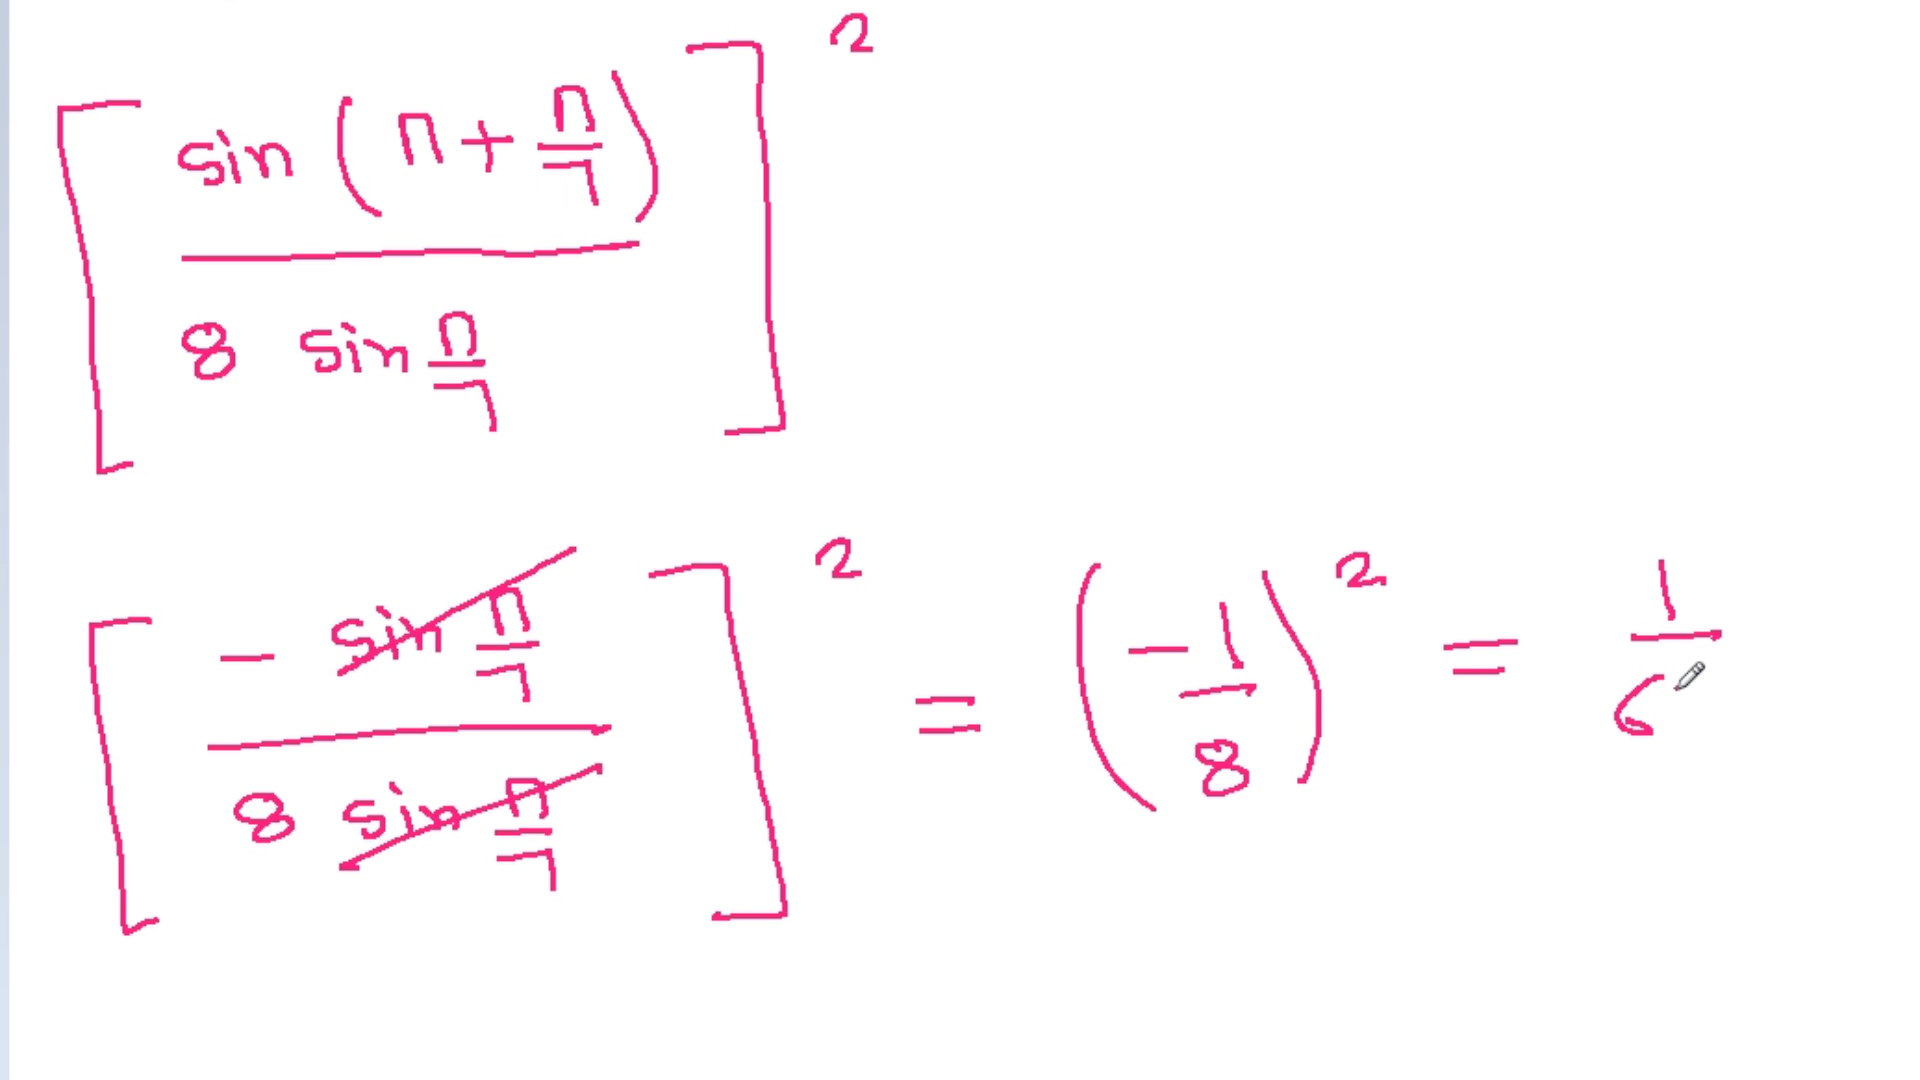 [ sin (π + π/7) / 8 sin π/7 ]²
[ - sin π/7 / 8 sin π/7 ]² = ( -1/8 )² = 1/6